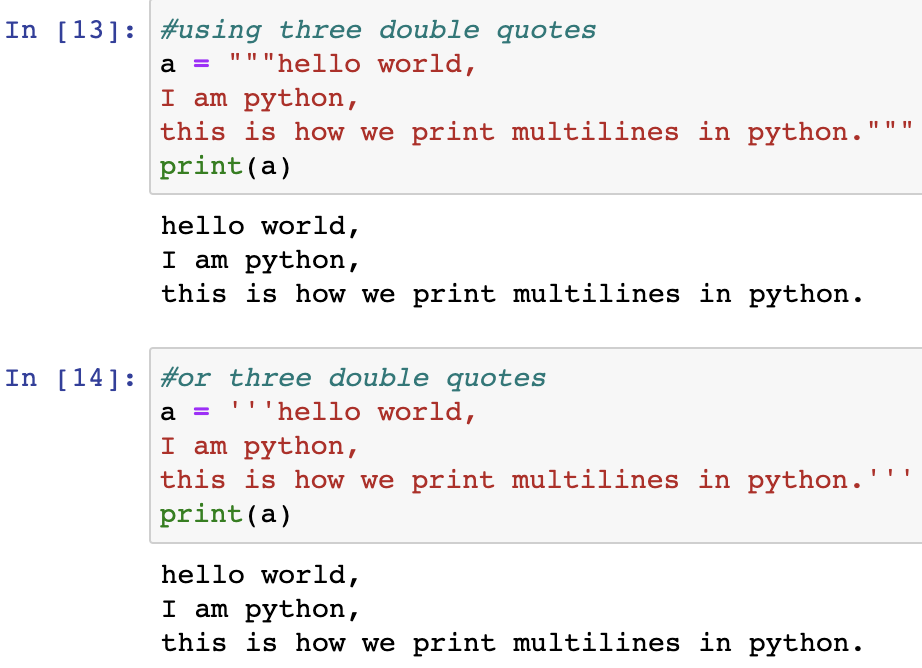 In [13]: #using three double quotes
a = """hello world,
I am python,
this is how we print multilines in python."""
print(a)
hello world,
I am python,
this is how we print multilines in python.
In [14]: #or three double quotes
a = '''hello world,
I am python,
this is how we print multilines in python.'''
print(a)
hello world,
I am python,
this is how we print multilines in python.